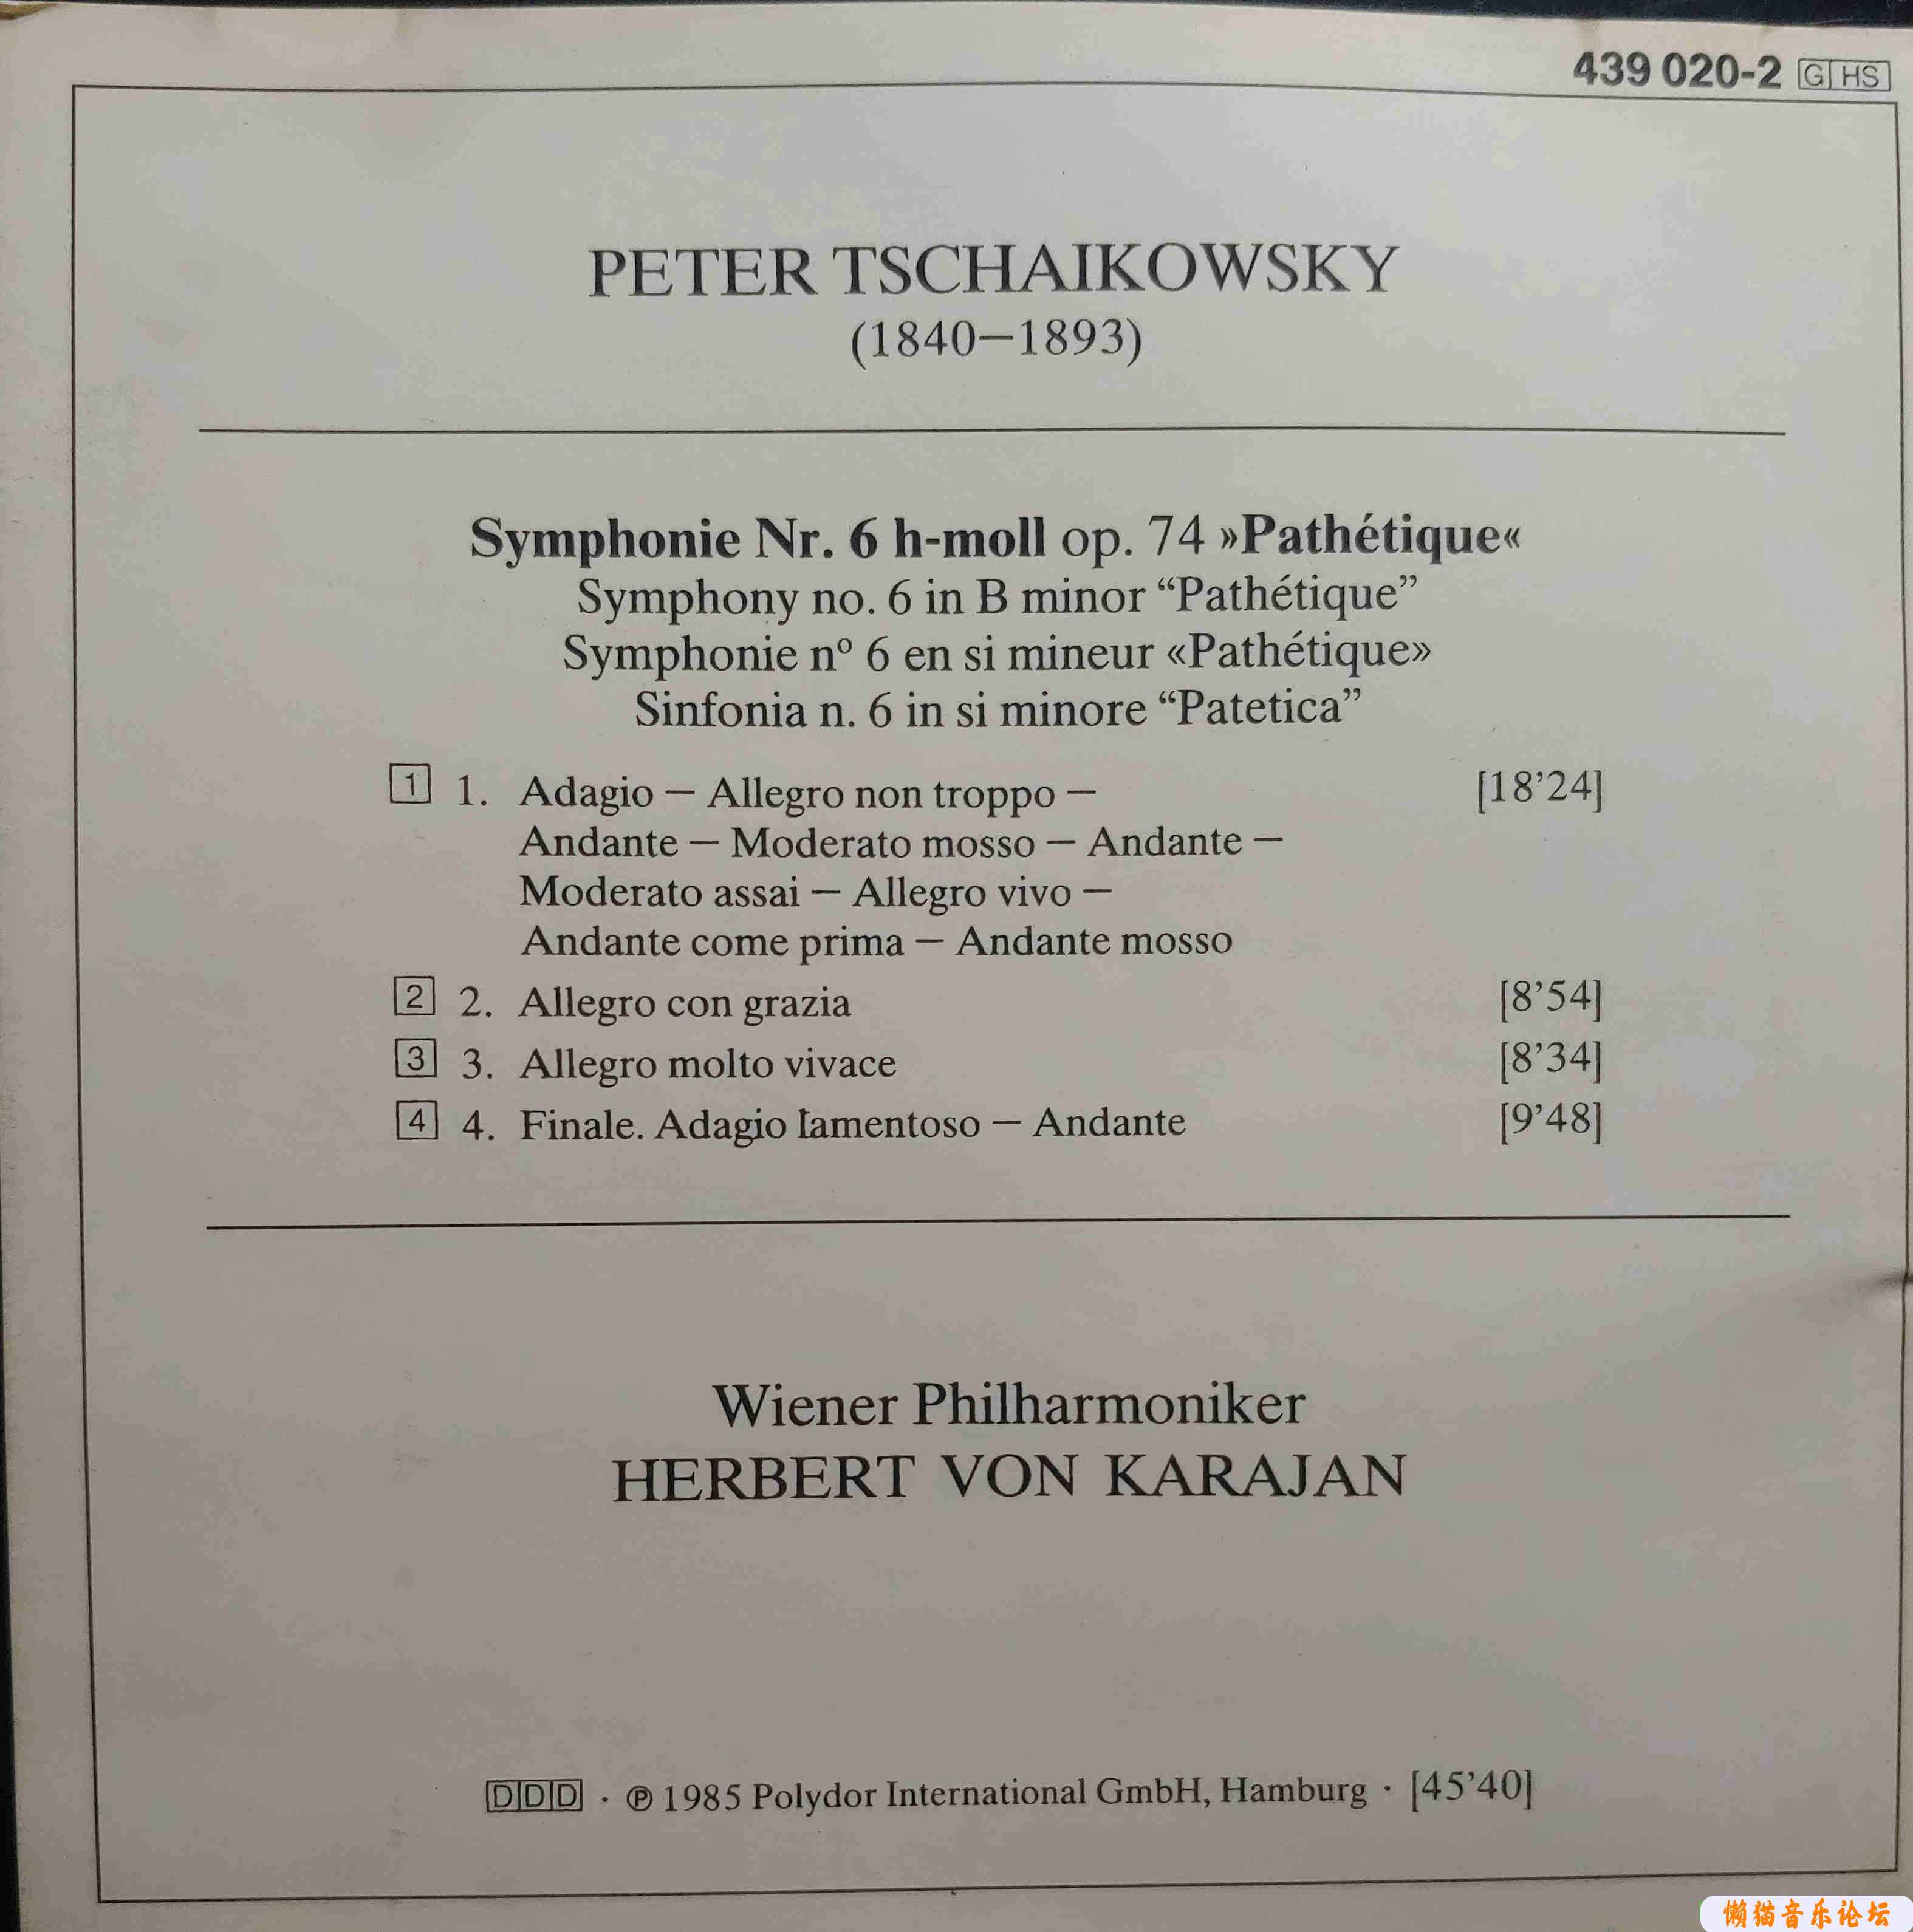 439 020-2 G HS
PETER TSCHAIKOWSKY
(1840–1893)
Symphonie Nr. 6 h-moll op. 74 »Pathétique«
Symphony no. 6 in B minor “Pathétique”
Symphonie nº 6 en si mineur «Pathétique»
Sinfonia n. 6 in si minore “Patetica”
1 1. Adagio – Allegro non troppo – [18’24]
Andante – Moderato mosso – Andante –
Moderato assai – Allegro vivo –
Andante come prima – Andante mosso
2 2. Allegro con grazia [8’54]
3 3. Allegro molto vivace [8’34]
4 4. Finale. Adagio lamentoso – Andante [9’48]
Wiener Philharmoniker
HERBERT VON KARAJAN
DDD · ℗ 1985 Polydor International GmbH, Hamburg · [45’40]
懒猫音乐论坛